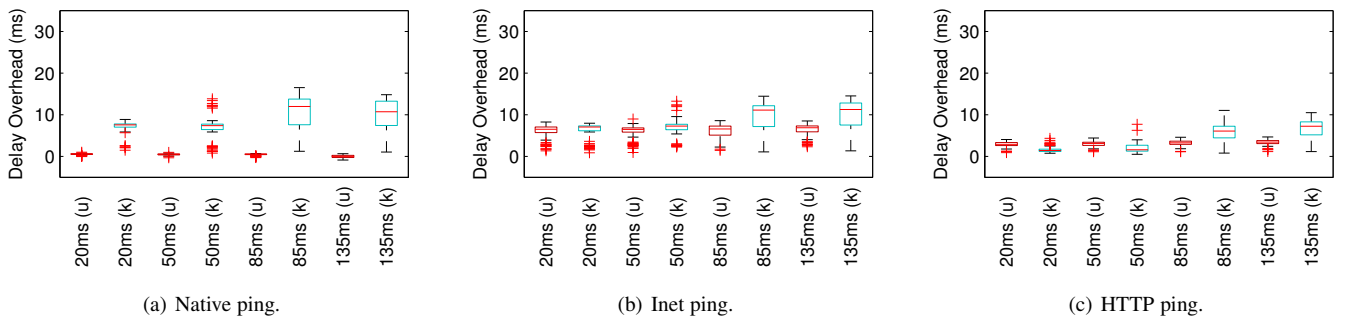 Delay Overhead (ms)
30
20
10
0
20ms (u)
20ms (k)
50ms (u)
50ms (k)
85ms (u)
85ms (k)
135ms (u)
135ms (k)
(a) Native ping.
Delay Overhead (ms)
30
20
10
0
20ms (u)
20ms (k)
50ms (u)
50ms (k)
85ms (u)
85ms (k)
135ms (u)
135ms (k)
(b) Inet ping.
Delay Overhead (ms)
30
20
10
0
20ms (u)
20ms (k)
50ms (u)
50ms (k)
85ms (u)
85ms (k)
135ms (u)
135ms (k)
(c) HTTP ping.